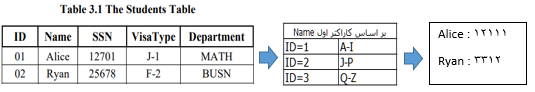 Table 3.1 The Students Table
ID Name SSN VisaType Department
01 Alice 12701 J-1 MATH
02 Ryan 25678 F-2 BUSN
بر اساس کاراکتر اول Name
ID=1 A-I
ID=2 J-P
ID=3 Q-Z
Alice : ۱۲۱۱۱
Ryan : ۳۳۱۲